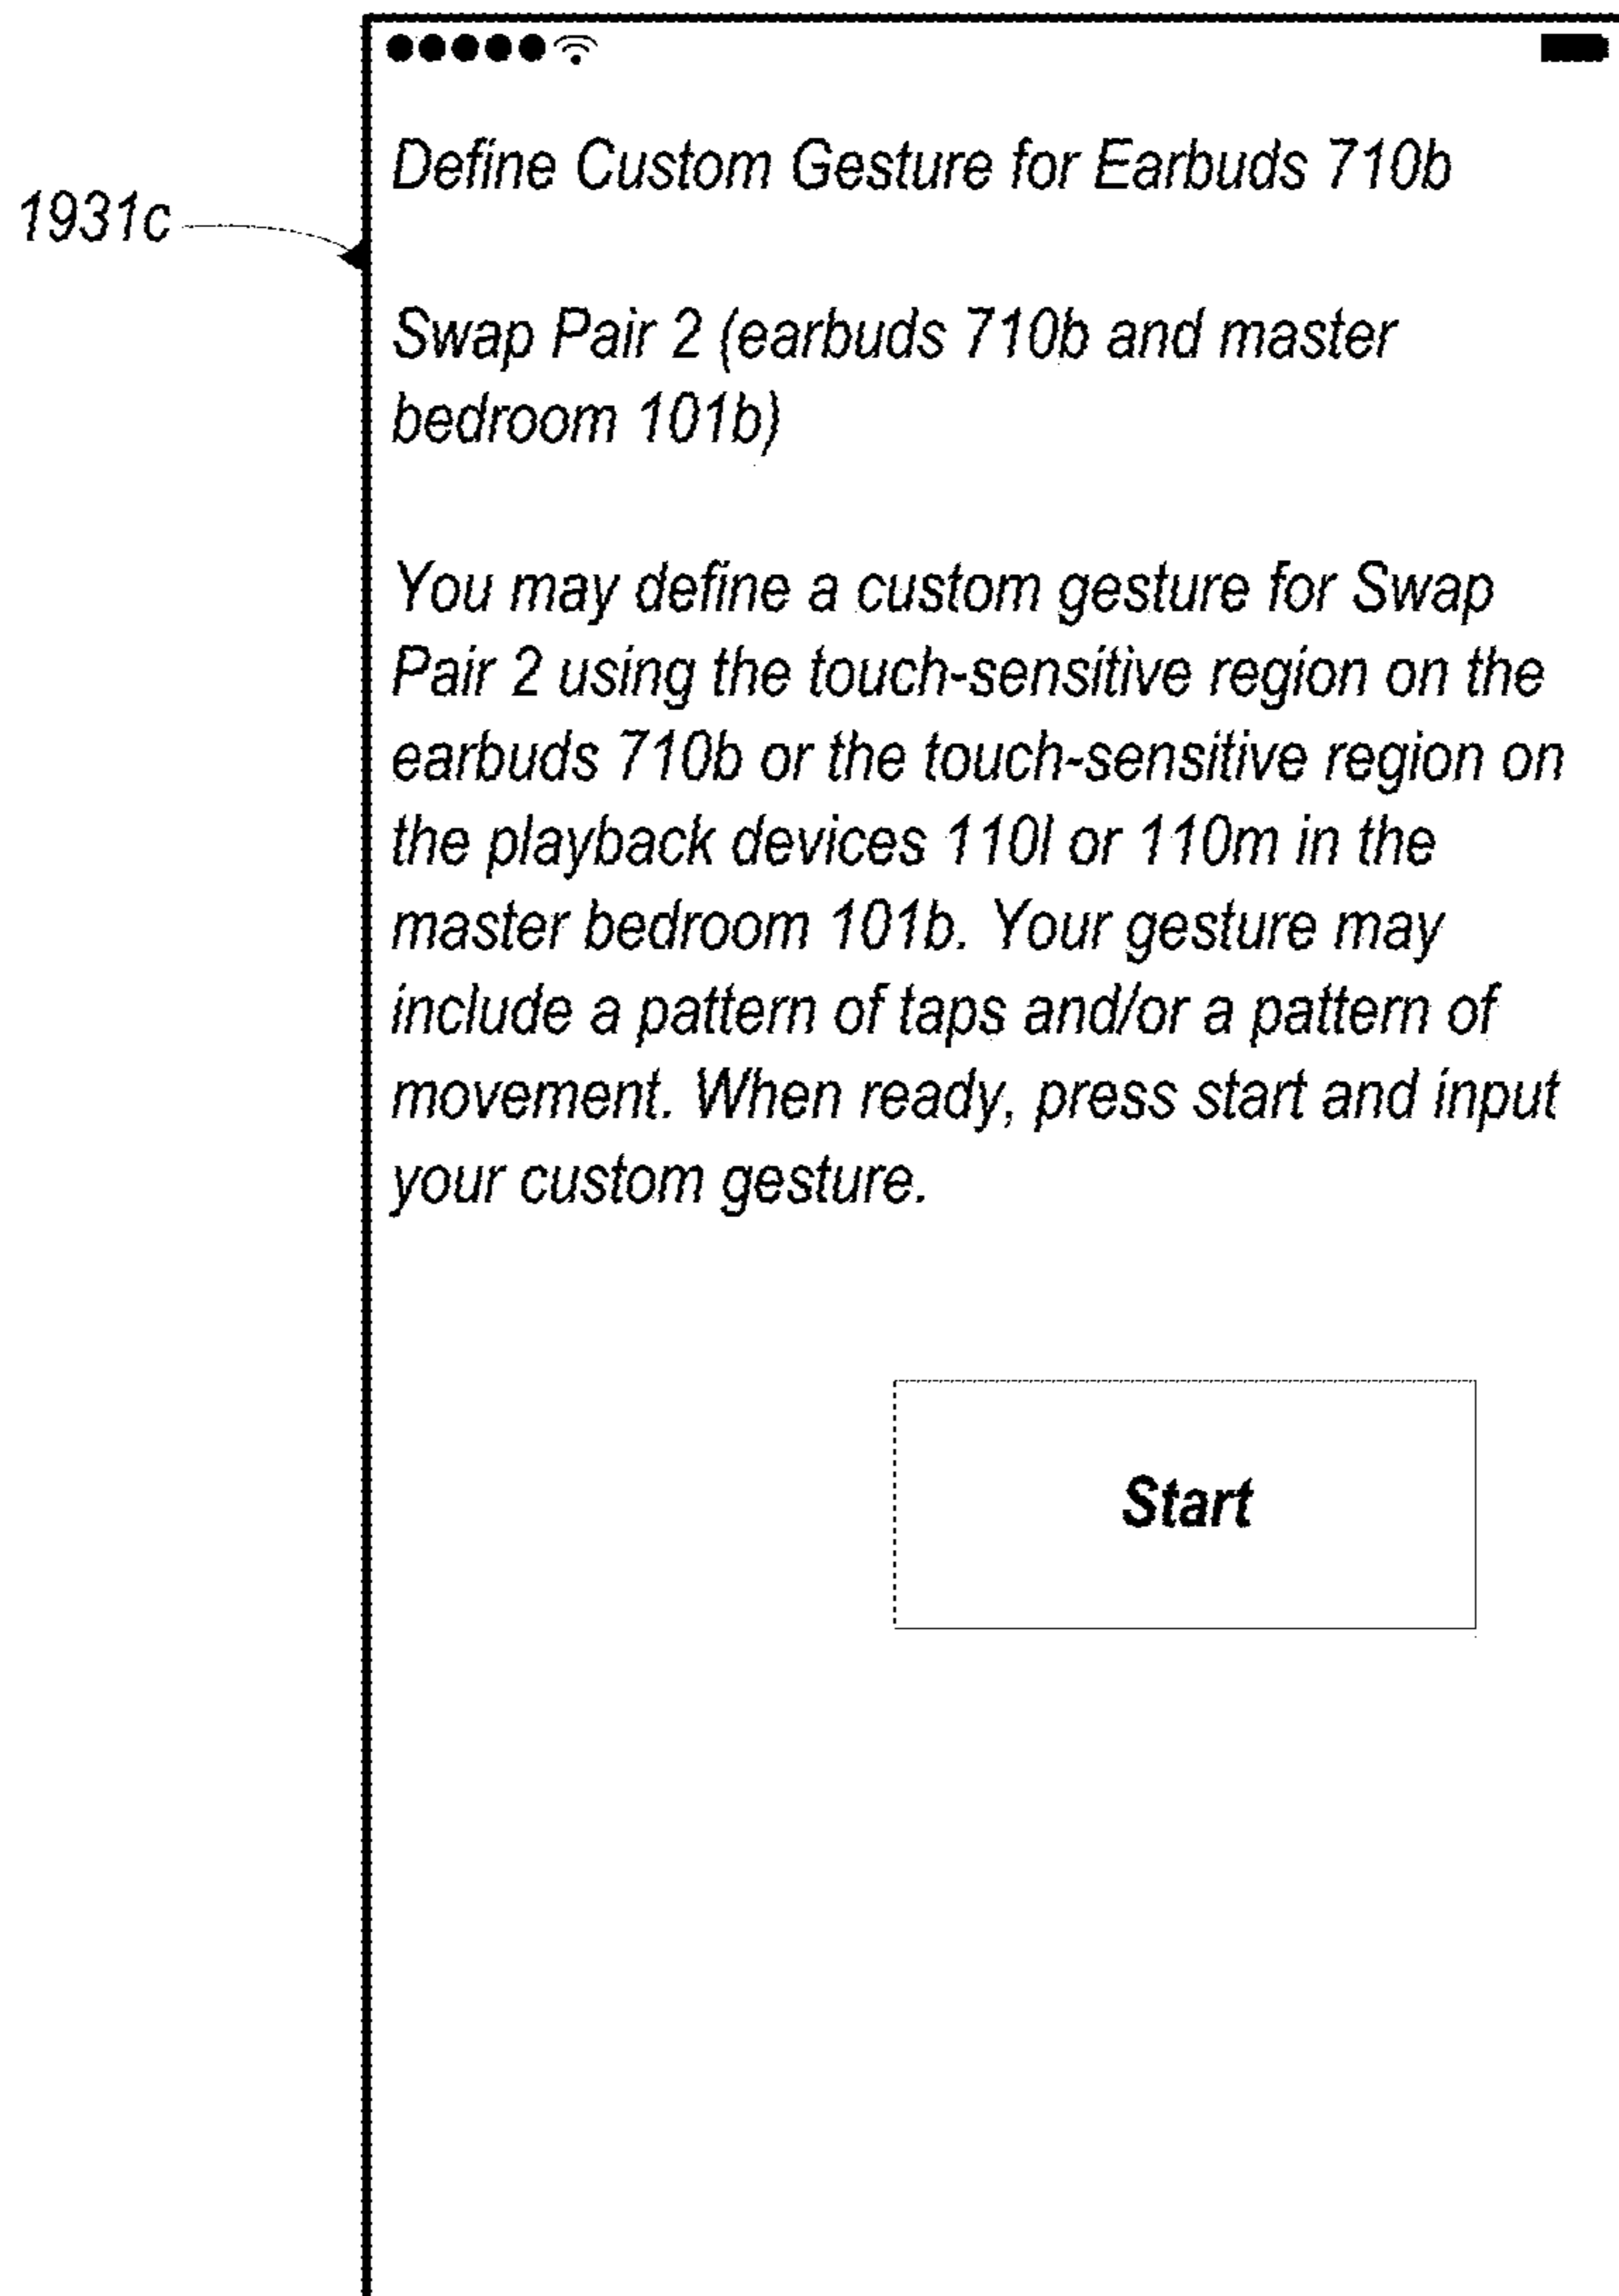 Define Custom Gesture for Earbuds 710b
1931c
Swap Pair 2 (earbuds 710b and master
bedroom 101b)
You may define a custom gesture for Swap
Pair 2 using the touch-sensitive region on the
earbuds 710b or the touch-sensitive region on
the playback devices 110l or 110m in the
master bedroom 101b. Your gesture may
include a pattern of taps and/or a pattern of
movement. When ready, press start and input
your custom gesture.
Start